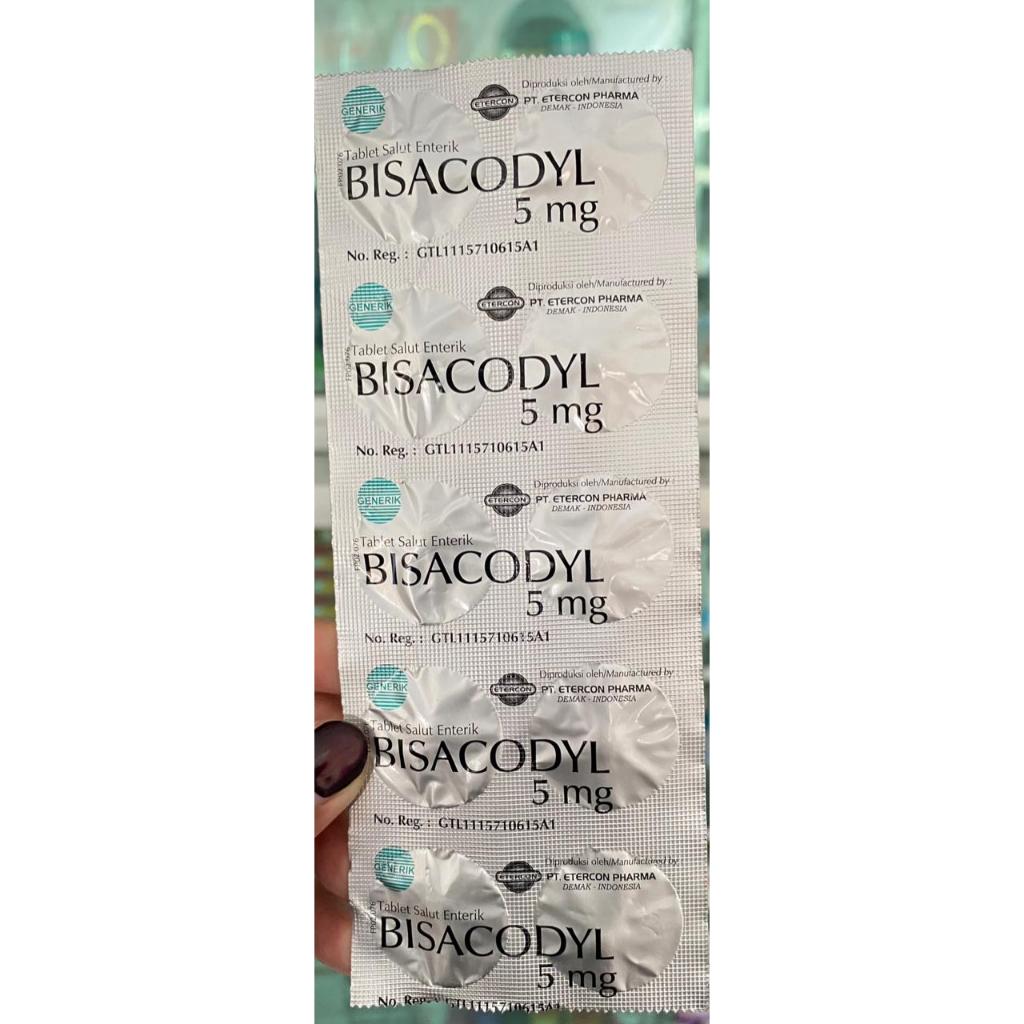 GENERIK
ETERCON
Diproduksi oleh/Manufactured by
PT. ETERCON PHARMA
DEMAK - INDONESIA
Tablet Salut Enterik
BISACODYL
5 mg
No. Reg. : GTL1115710615A1
GENERIK
ETERCON
Diproduksi oleh/Manufactured by :
PT. ETERCON PHARMA
DEMAK - INDONESIA
Tablet Salut Enterik
BISACODYL
5 mg
No. Reg. : GTL1115710615A1
GENERIK
ETERCON
Diproduksi oleh/Manufactured by :
PT. ETERCON PHARMA
DEMAK - INDONESIA
Tablet Salut Enterik
BISACODYL
5 mg
No. Reg. : GTL1115710615A1
GENERIK
ETERCON
Diproduksi oleh/Manufactured by
PT. ETERCON PHARMA
DEMAK - INDONESIA
Tablet Salut Enterik
BISACODYL
5 mg
No. Reg. : GTL1115710615A1
GENERIK
ETERCON
Diproduksi oleh/Manufactured by
PT. ETERCON PHARMA
DEMAK - INDONESIA
Tablet Salut Enterik
BISACODYL
5 mg
No. Reg. GTL1115710615A1